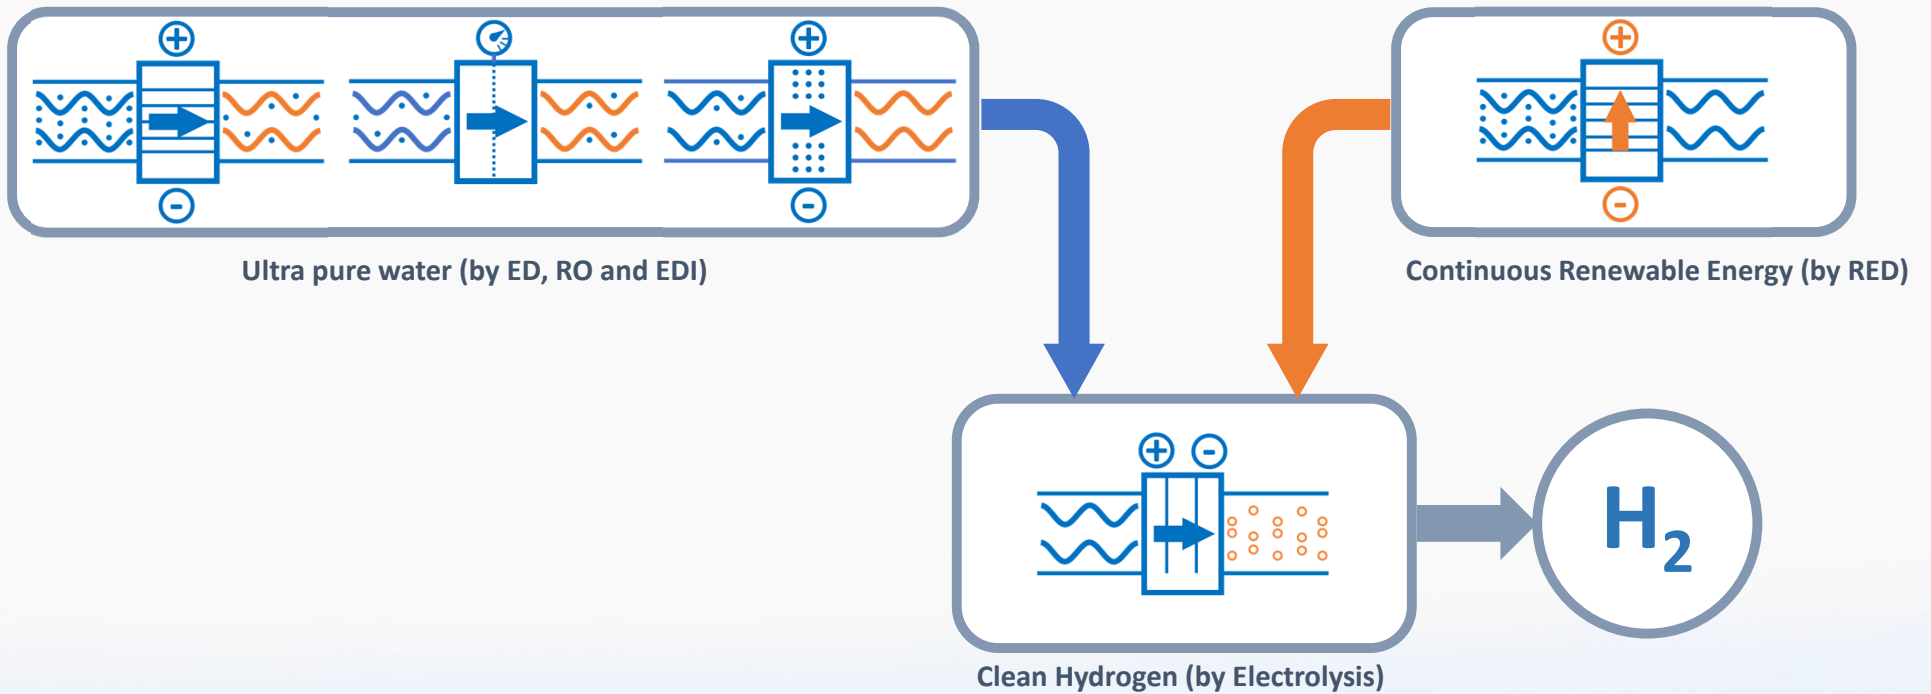 Ultra pure water (by ED, RO and EDI)
Continuous Renewable Energy (by RED)
H₂
Clean Hydrogen (by Electrolysis)